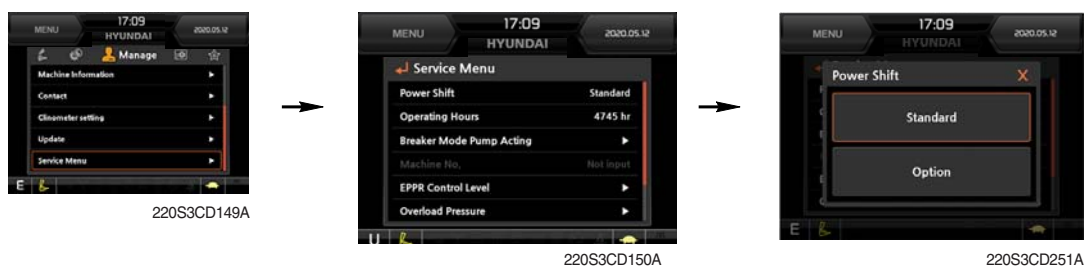 MENU
17:09
HYUNDAI
2020.05.12
Manage
Machine Information
Contact
Clinometer setting
Update
Service Menu
E
220S3CD149A
MENU
17:09
HYUNDAI
2020.05.12
Service Menu
Power Shift Standard
Operating Hours 4745 hr
Breaker Mode Pump Acting
Machine No. Not input
EPPR Control Level
Overload Pressure
U
220S3CD150A
MENU
17:09
HYUNDAI
2020.05.12
Power Shift X
Standard
Option
E
220S3CD251A